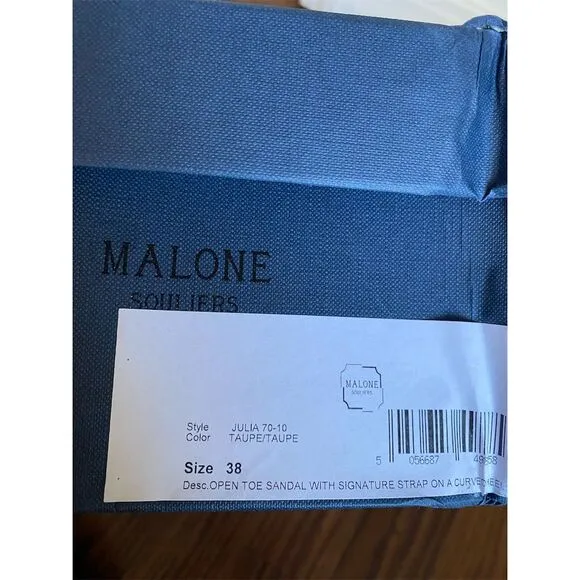 MALONE
SOULIERS
MALONE
SOULIERS
Style JULIA 70-10
Color TAUPE/TAUPE
Size 38
5 056687
Desc.OPEN TOE SANDAL WITH SIGNATURE STRAP ON A